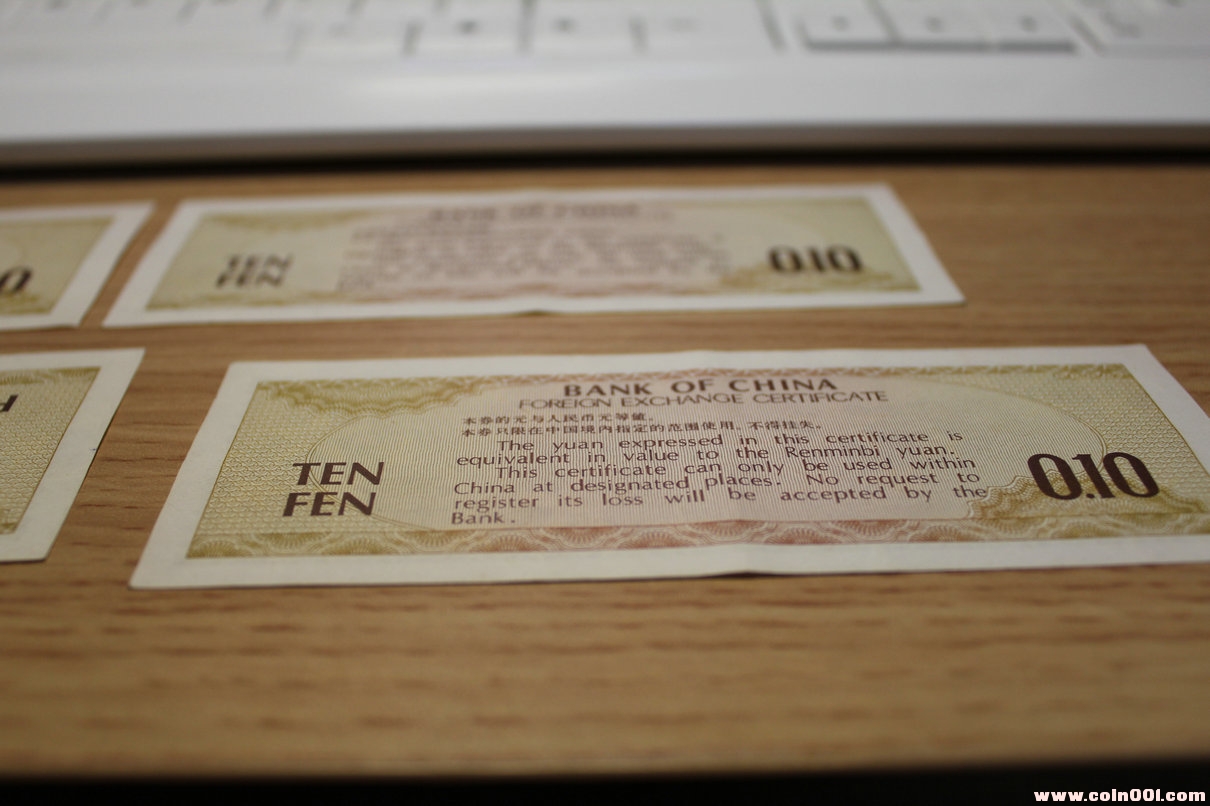 TEN
FEN
0.10
BANK OF CHINA
FOREIGN EXCHANGE CERTIFICATE
本券的元与人民币元等值。
本券只限在中国境内指定的范围使用，不得挂失。
The yuan expressed in this certificate is
equivalent in value to the Renminbi yuan.
This certificate can only be used within
China at designated places. No request to
register its loss will be accepted by the
Bank.
TEN
FEN
0.10
www.coin001.com